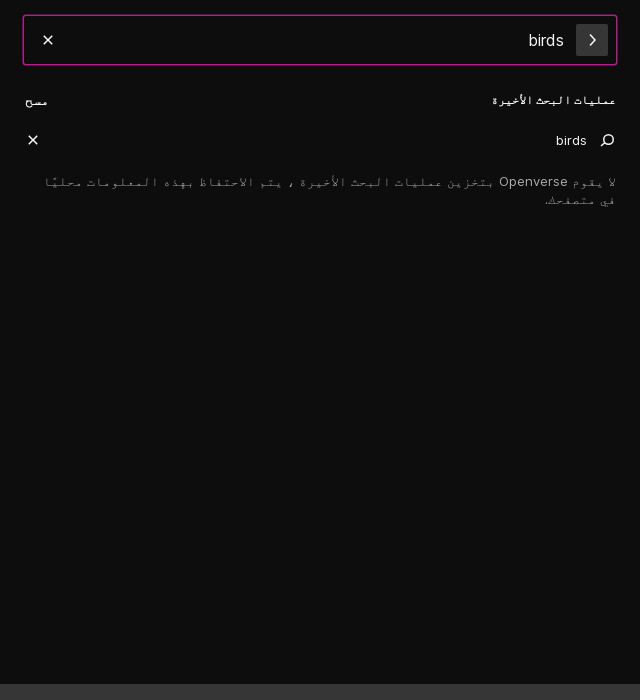 birds
عمليات البحث الأخيرة
مسح
birds
لا يقوم Openverse بتخزين عمليات البحث الأخيرة ، يتم الاحتفاظ بهذه المعلومات محليًا
في متصفحك.